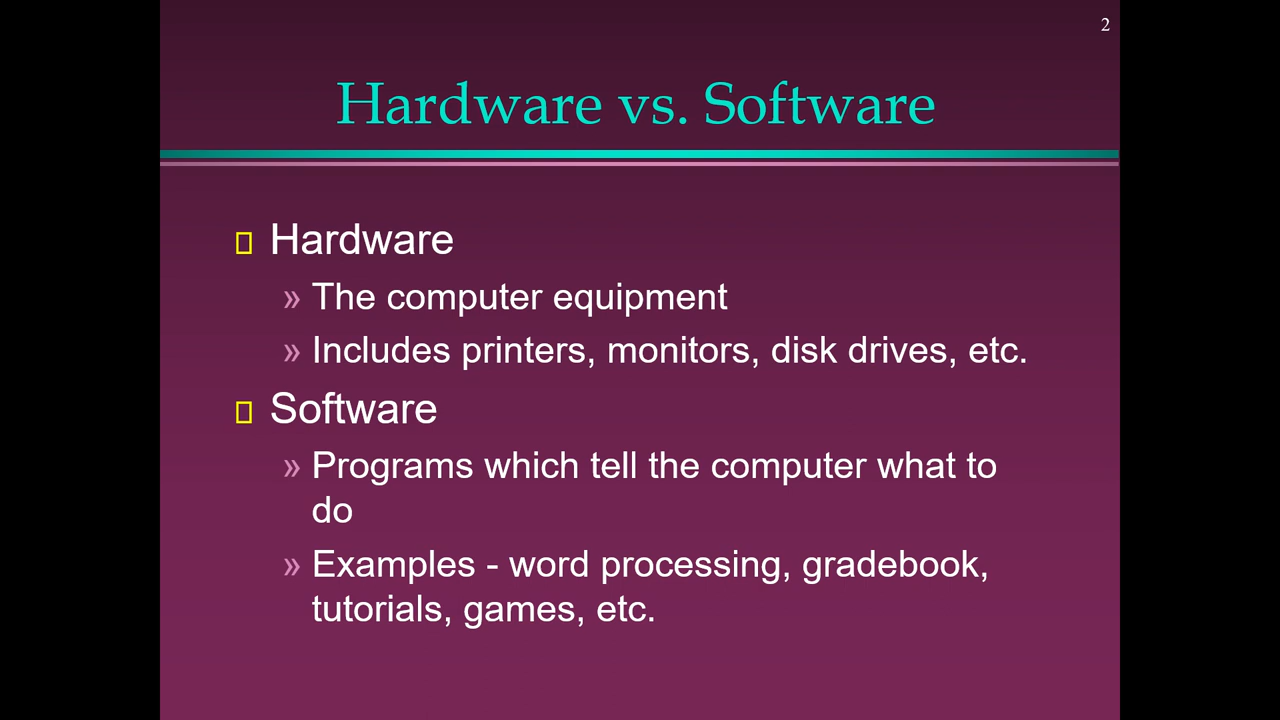 2
Hardware vs. Software
Hardware
» The computer equipment
» Includes printers, monitors, disk drives, etc.
Software
» Programs which tell the computer what to
do
» Examples - word processing, gradebook,
tutorials, games, etc.